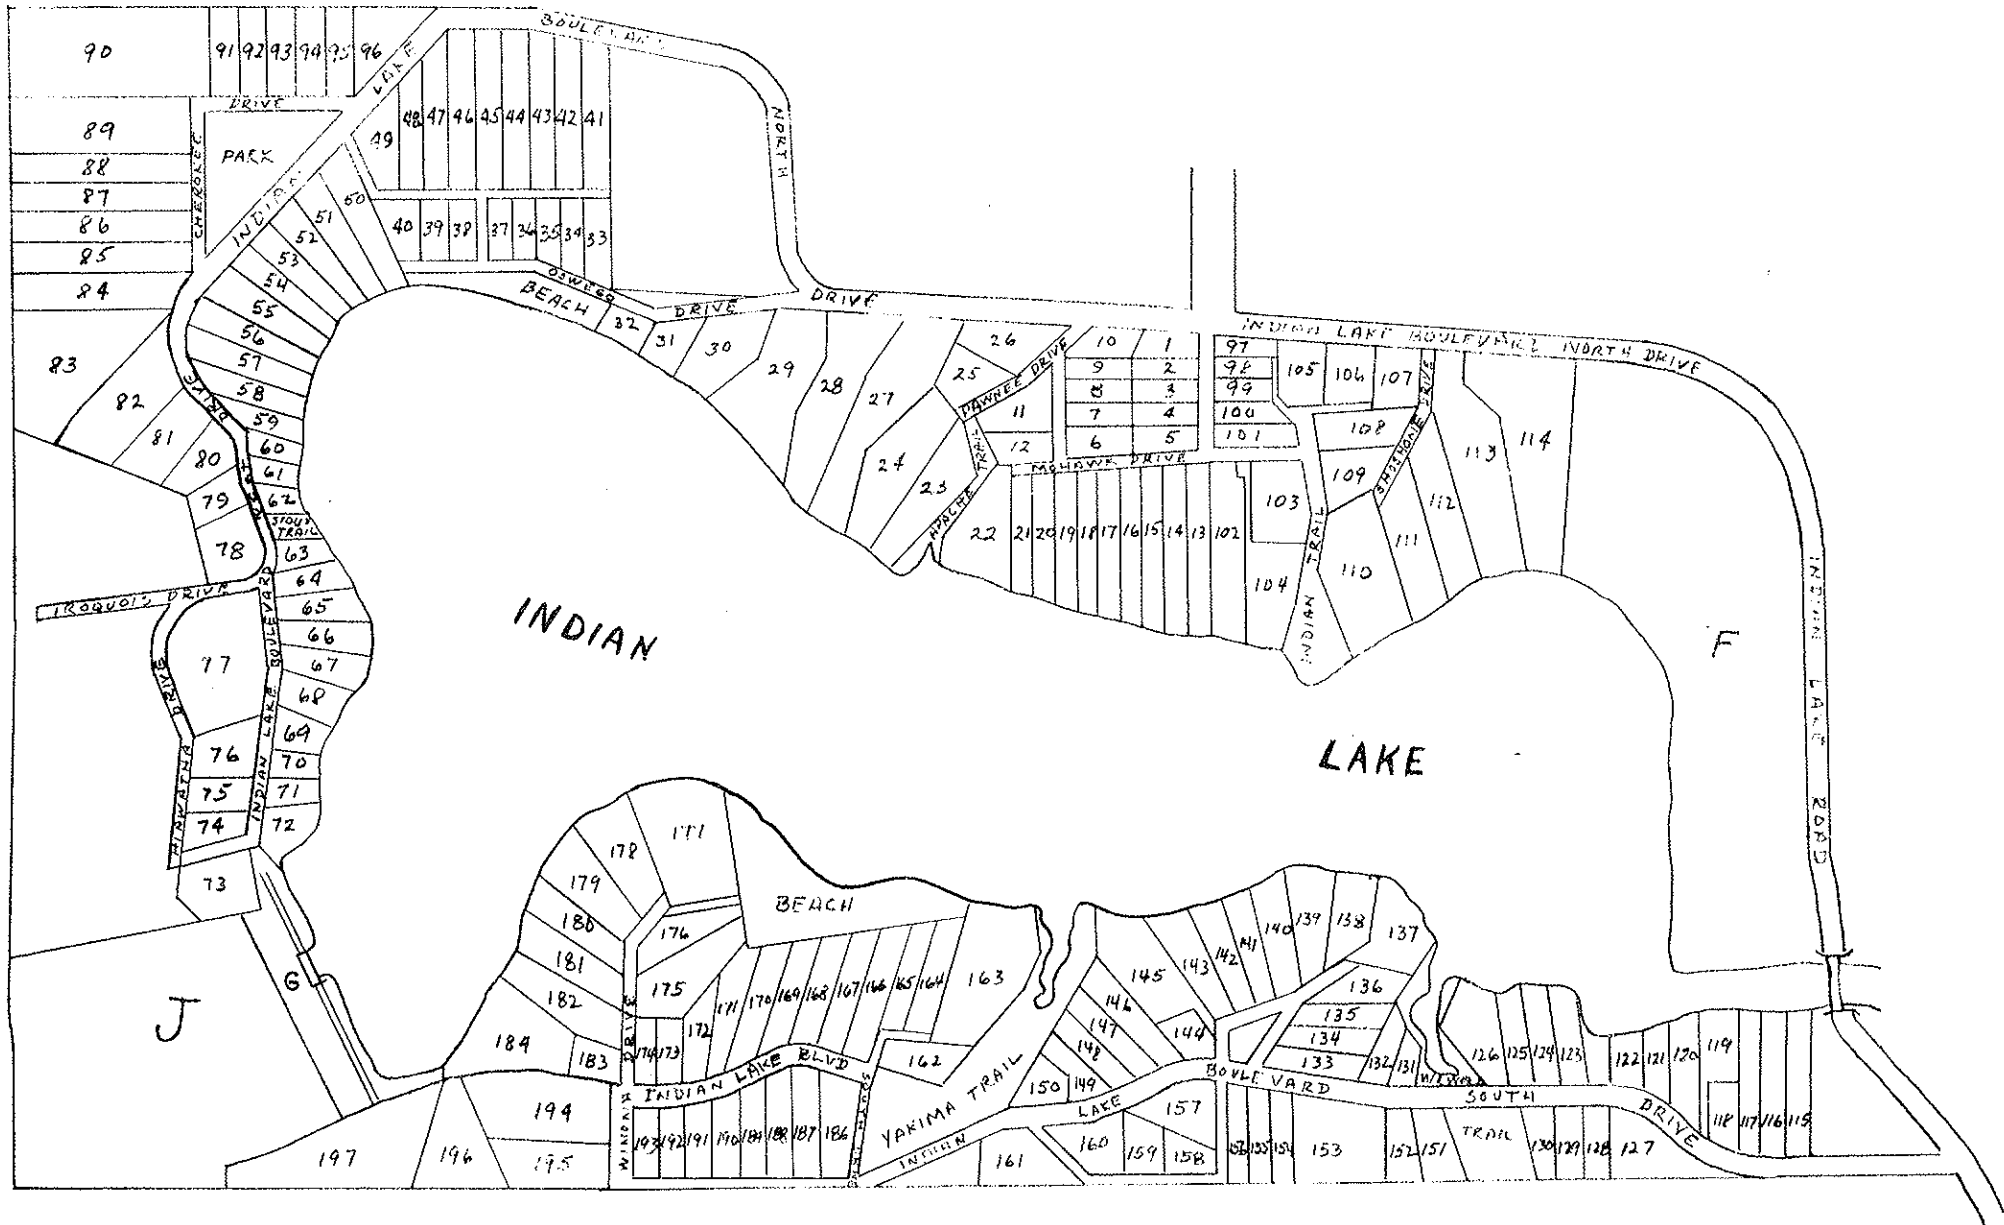 BOULEVARD
90
91 92 93 94 95 96
LAKE
DRIVE
NORTH
89
CHEROKEE
PARK
49 48 47 46 45 44 43 42 41
88
87
INDIAN
50
51
86
52
40 39 38 37 36 35 34 33
85
53
84
54
OSWEGO
BEACH
DRIVE
DRIVE
55
32
56
31
30
29
28
27
26
25
PAWNEE DRIVE
10 1
9 2
8 3
7 4
6 5
11
12
INDIAN LAKE BOULEVARD NORTH DRIVE
97
98
99
100
101
105 106 107
SHOSHONE DRIVE
108
109
83
57
82
58
DRIVE
59
81
60
80
61
WEST
79
62
SIOUX
TRAIL
78
63
24
23
APACHE TRAIL
MOHAWK DRIVE
22 21 20 19 18 17 16 15 14 13 102
103
104
INDIAN TRAIL
110
111
112
113
114
IROQUOIS DRIVE
64
65
66
67
68
69
70
71
72
INDIAN LAKE BOULEVARD
77
HIAWATHA DRIVE
76
75
74
73
INDIAN
LAKE
F
INDIAN LAKE ROAD
J
G
177
178
179
180
181
182
184
183
176
175
174 173 172 171 170 169 168 167 166 165 164 163
BEACH
162
DRIVE
INDIAN LAKE BLVD
SOUTH
YAKIMA TRAIL
INDIAN
LAKE
BOULEVARD
SOUTH
DRIVE
145
143
142
141
140
139
138
137
146
147
148
144
136
135
134
133
132 131
150 149
126 125 124 123
122 121 120 119
118 117 116 115
194
195
196
197
193 192 191 190 189 188 187 186
161
160 159 158
157
156 155 154 153
152 151
TRAIL
130 129 128 127